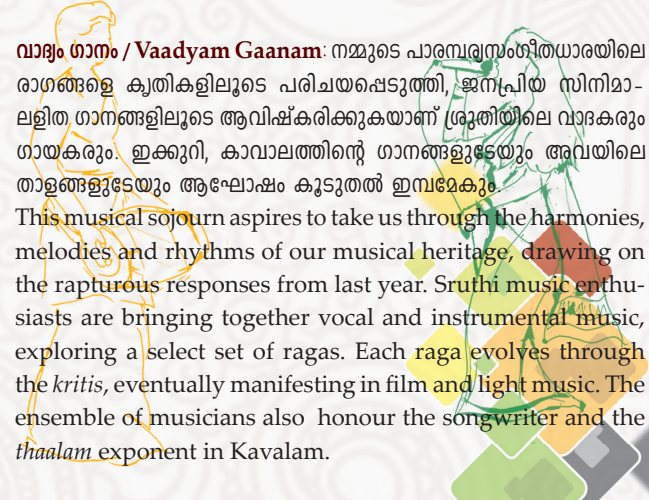 വാദ്യം ഗാനം / Vaadyam Gaanam: നമ്മുടെ പാരമ്പര്യസംഗീതധാരയിലെ
രാഗങ്ങളെ കൃതികളിലൂടെ പരിചയപ്പെടുത്തി, ജനപ്രിയ സിനിമാ-
ലളിത ഗാനങ്ങളിലൂടെ ആവിഷ്കരിക്കുകയാണ് ശ്രുതിയിലെ വാദകരും
ഗായകരും. ഇക്കുറി, കാവാലത്തിന്റെ ഗാനങ്ങളുടേയും അവയിലെ
താളങ്ങളുടേയും ആഘോഷം കൂടുതൽ ഇമ്പമേകും.
This musical sojourn aspires to take us through the harmonies,
melodies and rhythms of our musical heritage, drawing on
the rapturous responses from last year. Sruthi music enthu-
siasts are bringing together vocal and instrumental music,
exploring a select set of ragas. Each raga evolves through
the kritis, eventually manifesting in film and light music. The
ensemble of musicians also honour the songwriter and the
thaalam exponent in Kavalam.